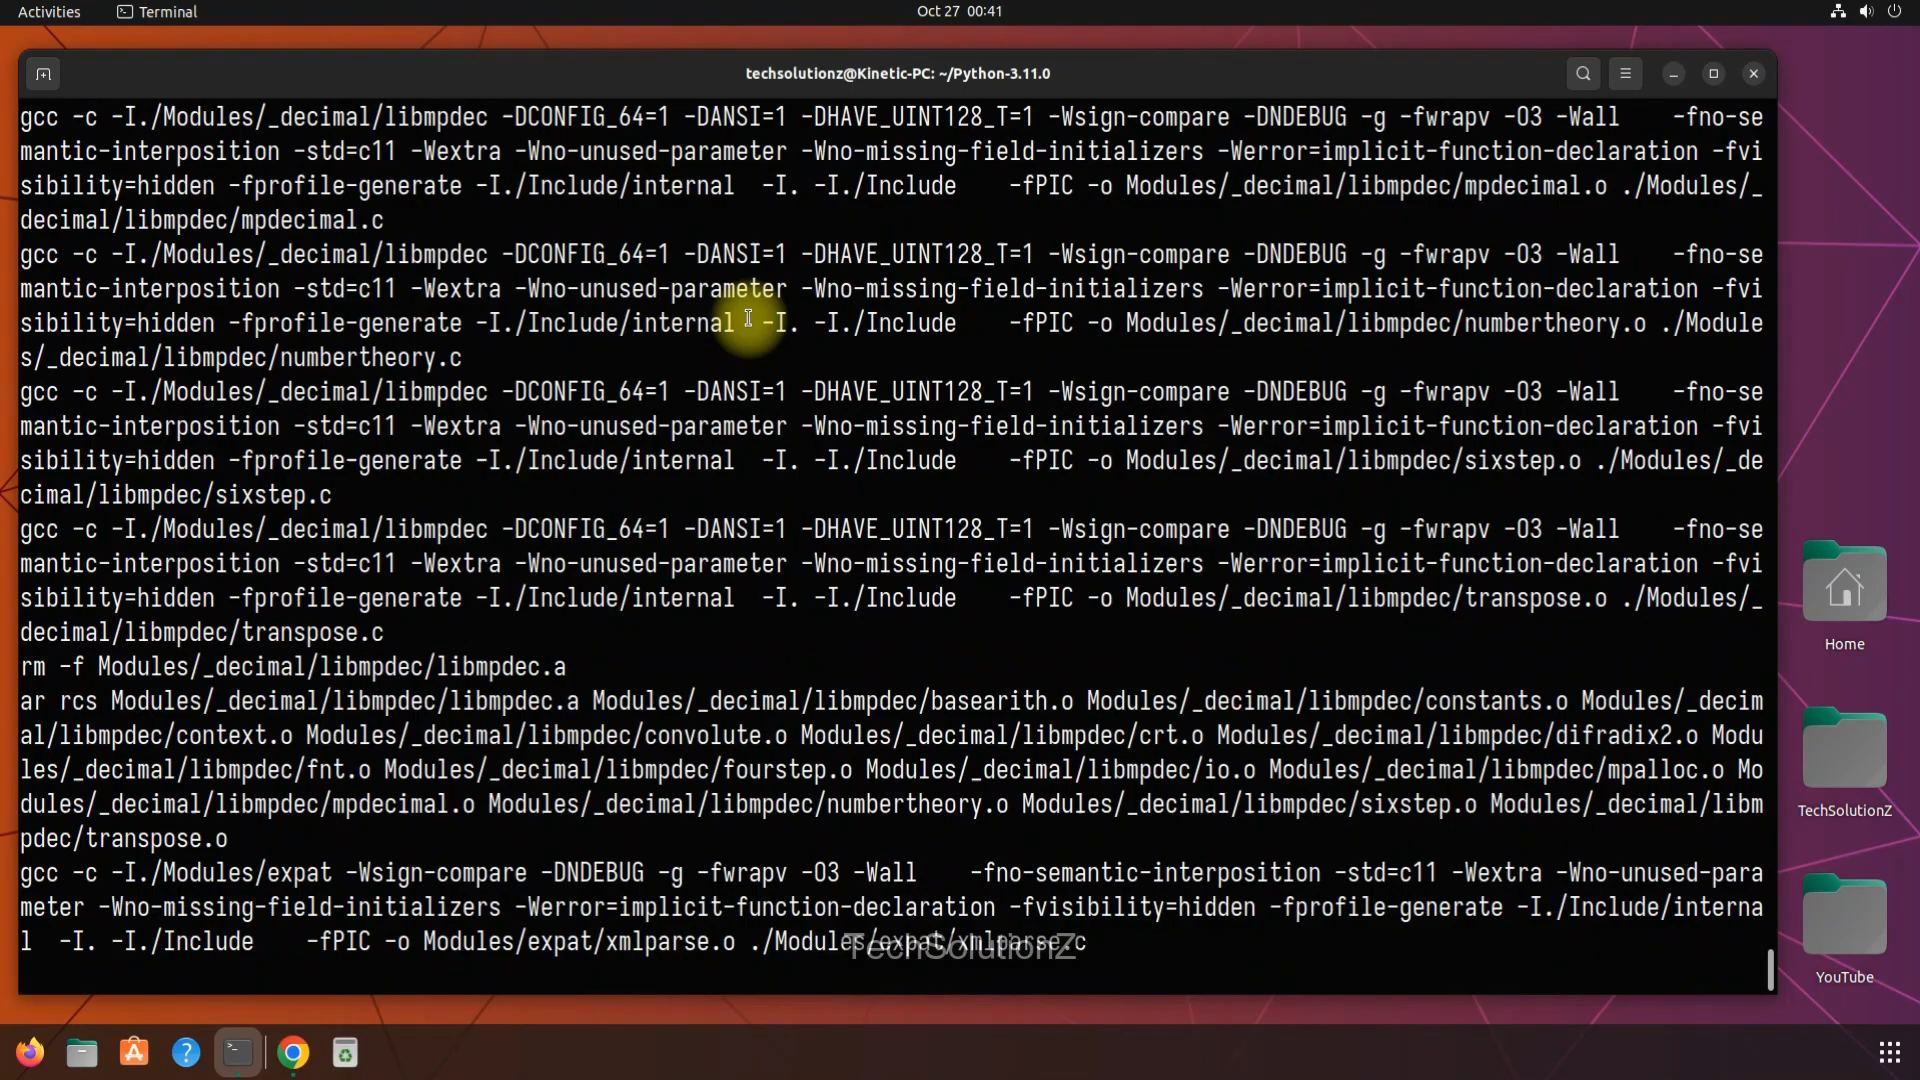 Activities
Terminal
Oct 27 00:41
techsolutionz@Kinetic-PC: ~/Python-3.11.0
gcc -c -I./Modules/_decimal/libmpdec -DCONFIG_64=1 -DANSI=1 -DHAVE_UINT128_T=1 -Wsign-compare -DNDEBUG -g -fwrapv -O3 -Wall    -fno-se
mantic-interposition -std=c11 -Wextra -Wno-unused-parameter -Wno-missing-field-initializers -Werror=implicit-function-declaration -fvi
sibility=hidden -fprofile-generate -I./Include/internal  -I. -I./Include    -fPIC -o Modules/_decimal/libmpdec/mpdecimal.o ./Modules/_
decimal/libmpdec/mpdecimal.c
gcc -c -I./Modules/_decimal/libmpdec -DCONFIG_64=1 -DANSI=1 -DHAVE_UINT128_T=1 -Wsign-compare -DNDEBUG -g -fwrapv -O3 -Wall    -fno-se
mantic-interposition -std=c11 -Wextra -Wno-unused-parameter -Wno-missing-field-initializers -Werror=implicit-function-declaration -fvi
sibility=hidden -fprofile-generate -I./Include/internal  -I. -I./Include    -fPIC -o Modules/_decimal/libmpdec/numbertheory.o ./Module
s/_decimal/libmpdec/numbertheory.c
gcc -c -I./Modules/_decimal/libmpdec -DCONFIG_64=1 -DANSI=1 -DHAVE_UINT128_T=1 -Wsign-compare -DNDEBUG -g -fwrapv -O3 -Wall    -fno-se
mantic-interposition -std=c11 -Wextra -Wno-unused-parameter -Wno-missing-field-initializers -Werror=implicit-function-declaration -fvi
sibility=hidden -fprofile-generate -I./Include/internal  -I. -I./Include    -fPIC -o Modules/_decimal/libmpdec/sixstep.o ./Modules/_de
cimal/libmpdec/sixstep.c
gcc -c -I./Modules/_decimal/libmpdec -DCONFIG_64=1 -DANSI=1 -DHAVE_UINT128_T=1 -Wsign-compare -DNDEBUG -g -fwrapv -O3 -Wall    -fno-se
mantic-interposition -std=c11 -Wextra -Wno-unused-parameter -Wno-missing-field-initializers -Werror=implicit-function-declaration -fvi
sibility=hidden -fprofile-generate -I./Include/internal  -I. -I./Include    -fPIC -o Modules/_decimal/libmpdec/transpose.o ./Modules/_
decimal/libmpdec/transpose.c
rm -f Modules/_decimal/libmpdec/libmpdec.a
ar rcs Modules/_decimal/libmpdec/libmpdec.a Modules/_decimal/libmpdec/basearith.o Modules/_decimal/libmpdec/constants.o Modules/_decim
al/libmpdec/context.o Modules/_decimal/libmpdec/convolute.o Modules/_decimal/libmpdec/crt.o Modules/_decimal/libmpdec/difradix2.o Modu
les/_decimal/libmpdec/fnt.o Modules/_decimal/libmpdec/fourstep.o Modules/_decimal/libmpdec/io.o Modules/_decimal/libmpdec/mpalloc.o Mo
dules/_decimal/libmpdec/mpdecimal.o Modules/_decimal/libmpdec/numbertheory.o Modules/_decimal/libmpdec/sixstep.o Modules/_decimal/libm
pdec/transpose.o
gcc -c -I./Modules/expat -Wsign-compare -DNDEBUG -g -fwrapv -O3 -Wall    -fno-semantic-interposition -std=c11 -Wextra -Wno-unused-para
meter -Wno-missing-field-initializers -Werror=implicit-function-declaration -fvisibility=hidden -fprofile-generate -I./Include/interna
l  -I. -I./Include    -fPIC -o Modules/expat/xmlparse.o ./Modules/expat/xmlparse.c
TechSolutionZ
Home
TechSolutionZ
YouTube